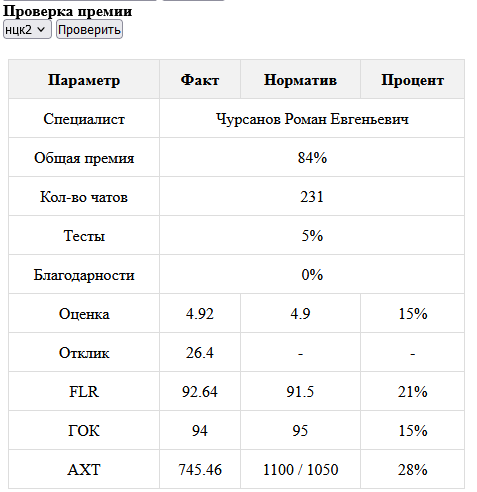 Проверка премии
нцк2 Проверить
Параметр Факт Норматив Процент
Специалист Чурсанов Роман Евгеньевич
Общая премия 84%
Кол-во чатов 231
Тесты 5%
Благодарности 0%
Оценка 4.92 4.9 15%
Отклик 26.4 - -
FLR 92.64 91.5 21%
ГОК 94 95 15%
АХТ 745.46 1100 / 1050 28%